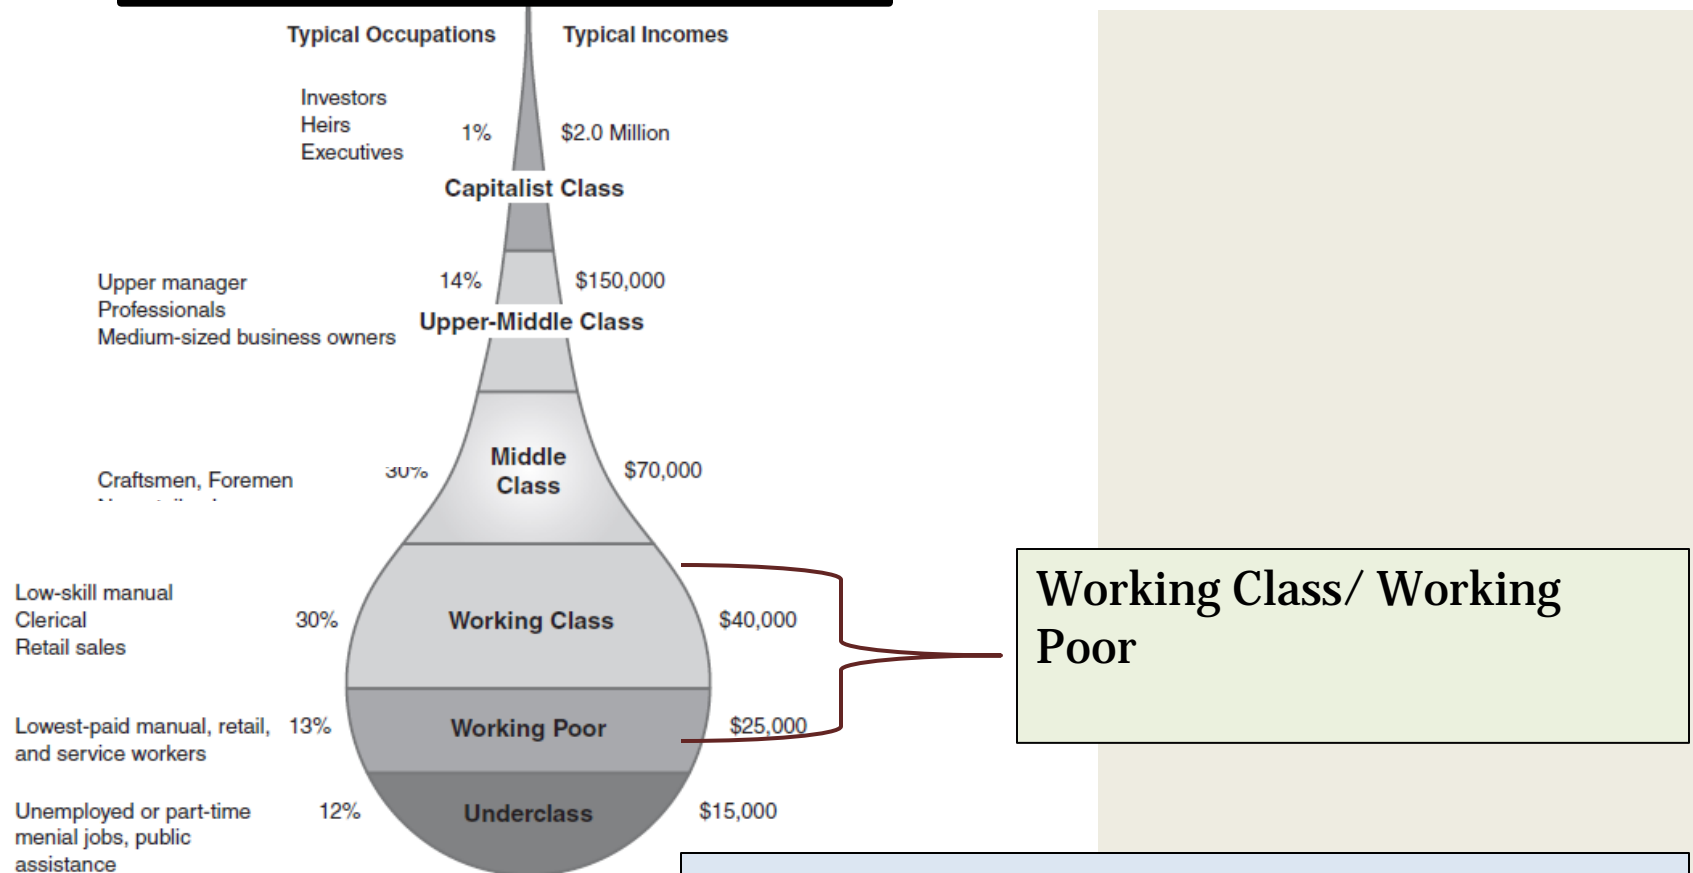 Typical Occupations
Typical Incomes
Investors
Heirs
Executives
1%
$2.0 Million
Capitalist Class
Upper manager
Professionals
Medium-sized business owners
14%
$150,000
Upper-Middle Class
Craftsmen, Foremen
30%
Middle
Class
$70,000
Low-skill manual
Clerical
Retail sales
30%
Working Class
$40,000
Working Class/ Working
Poor
Lowest-paid manual, retail,
and service workers
13%
Working Poor
$25,000
Unemployed or part-time
menial jobs, public
assistance
12%
Underclass
$15,000